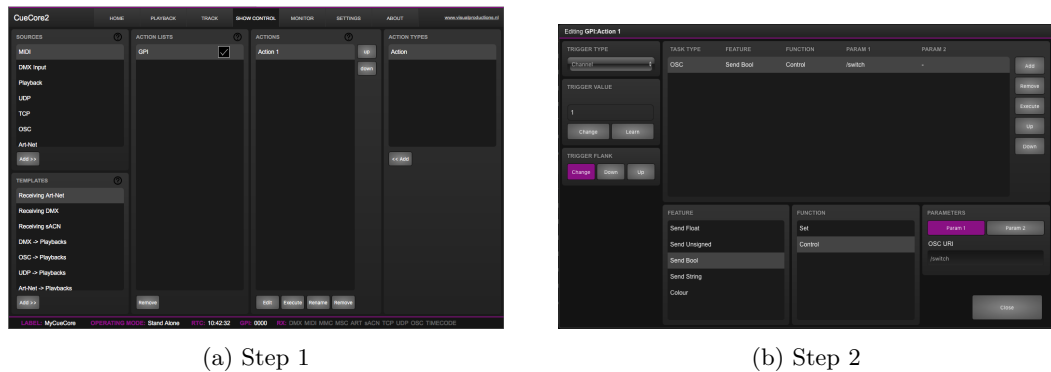 CueCore2
HOME PLAYBACK TRACK SHOW CONTROL MONITOR SETTINGS ABOUT www.visualproductions.nl
SOURCES ACTION LISTS ACTIONS ACTION TYPES
MIDI GPI Action 1 up Action
DMX Input down
Playback
UDP
TCP
OSC
Art-Net
Add >> << Add
TEMPLATES
Receiving Art-Net
Receiving DMX
Receiving sACN
DMX -> Playbacks
OSC -> Playbacks
UDP -> Playbacks
Art-Net -> Playbacks
Add >> Remove Edit Execute Rename Remove
LABEL: MyCueCore OPERATING MODE: Stand Alone RTC: 10:42:32 GPI: 0000 RX: DMX MIDI MMC MSC ART sACN TCP UDP OSC TIMECODE
(a) Step 1
Editing GPI:Action 1
TRIGGER TYPE TASK TYPE FEATURE FUNCTION PARAM 1 PARAM 2
Channel OSC Send Bool Control /switch - Add
TRIGGER VALUE Remove
1 Execute
Change Learn Up
TRIGGER FLANK Down
Change Down Up
FEATURE FUNCTION PARAMETERS
Send Float Set Param 1 Param 2
Send Unsigned Control OSC URI
Send Bool /switch
Send String
Colour
Close
(b) Step 2